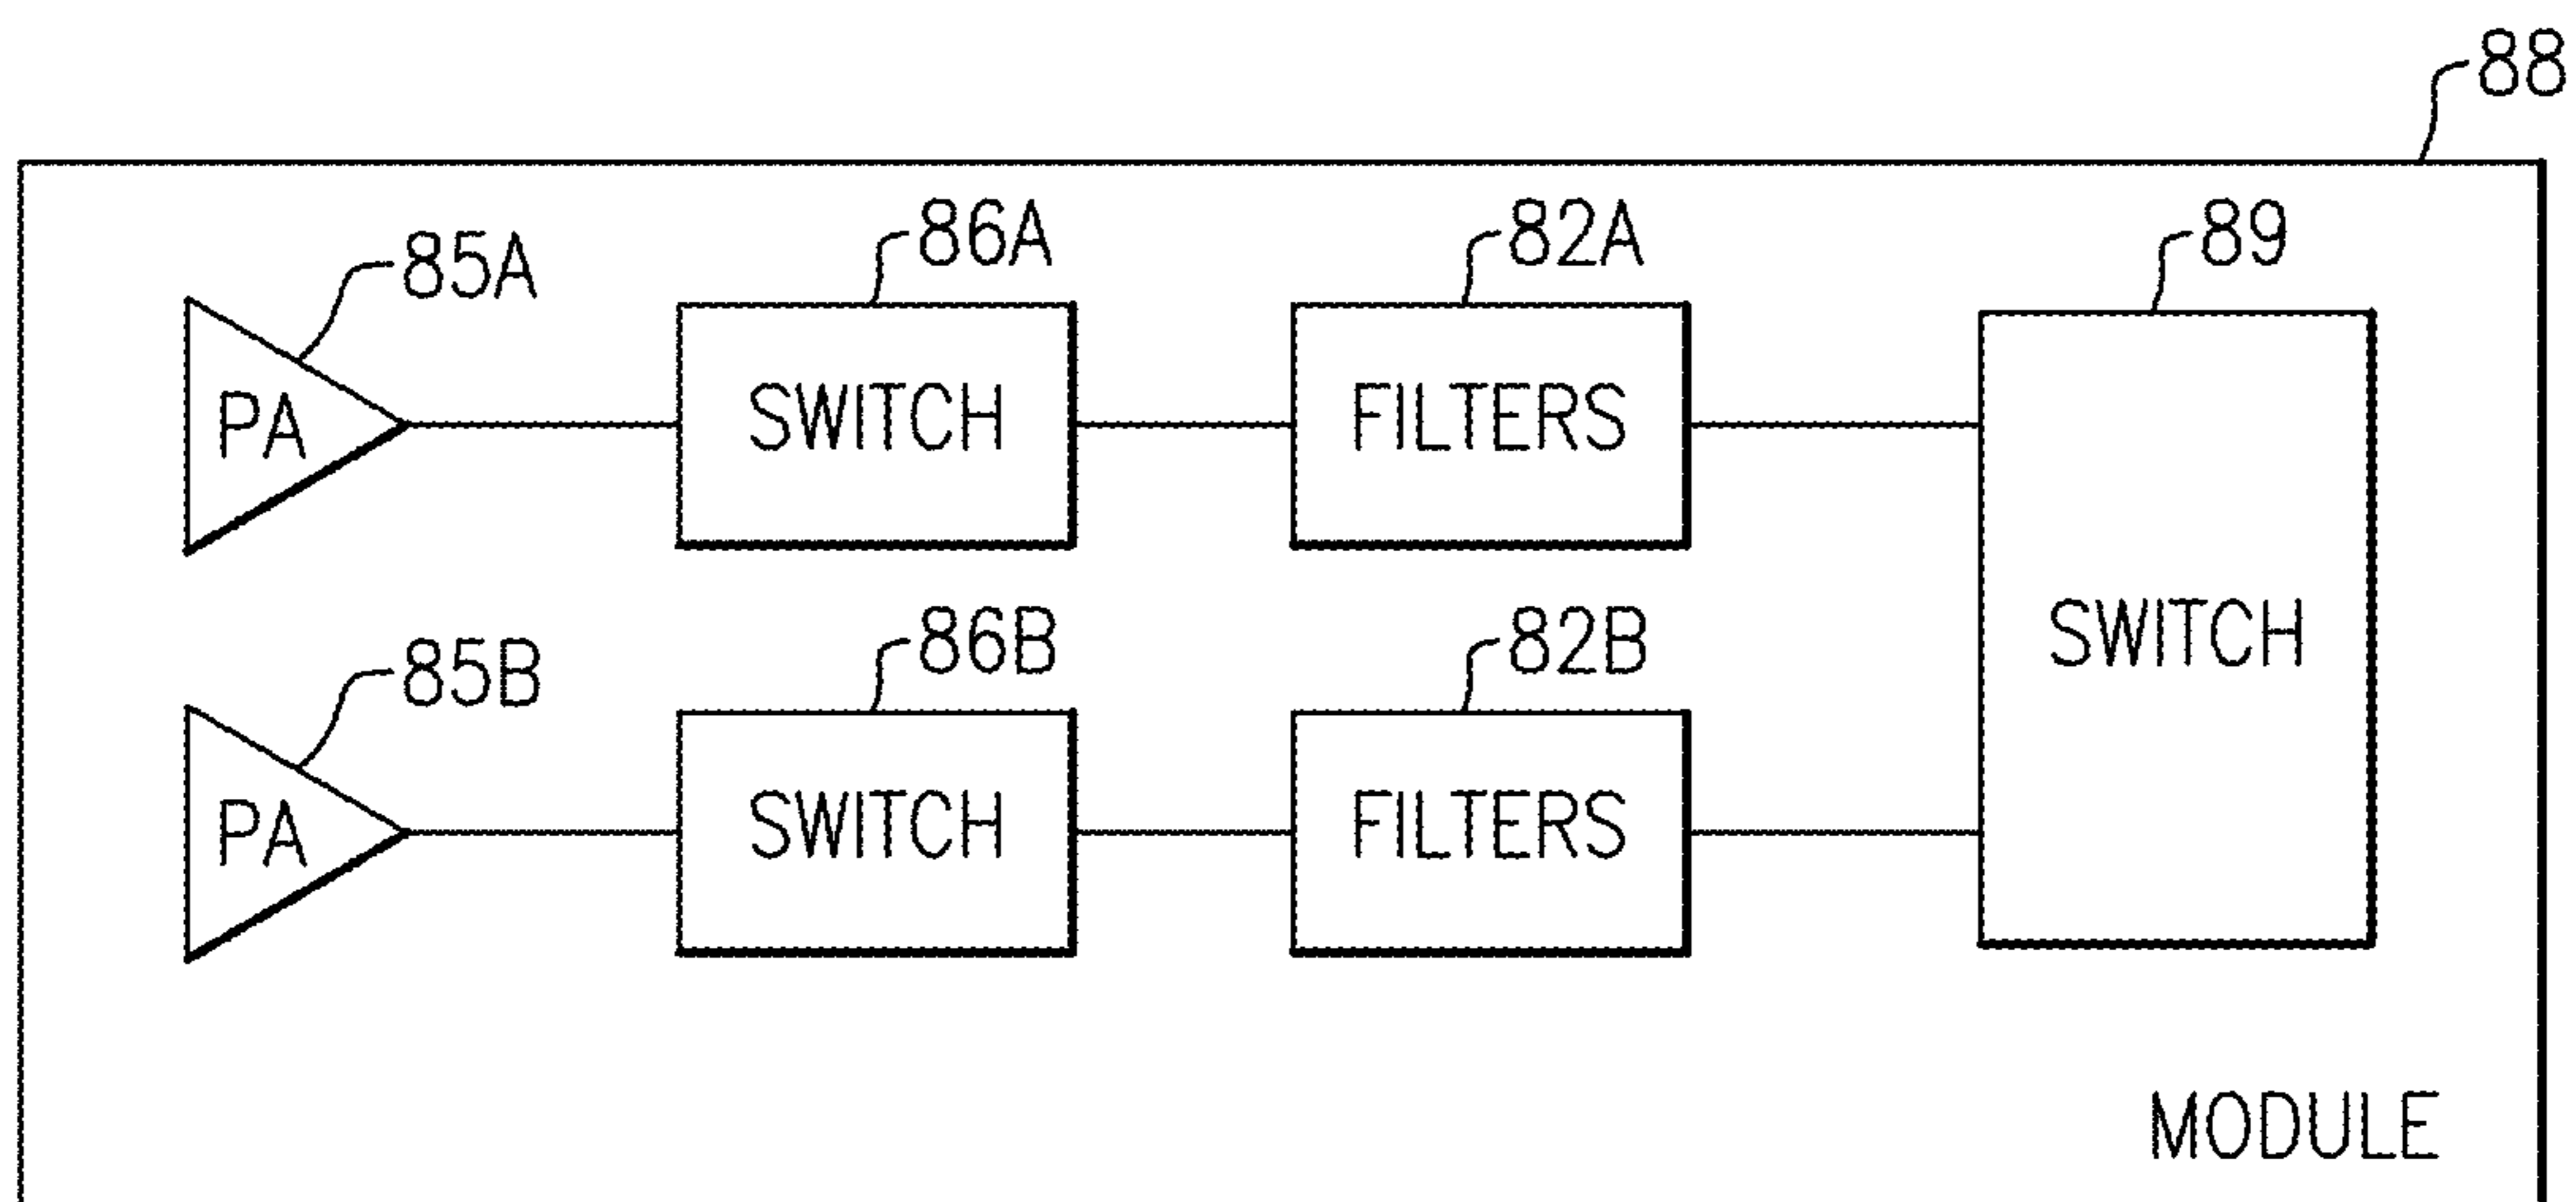 88
85A
86A
82A
89
PA
SWITCH
FILTERS
SWITCH
85B
86B
82B
PA
SWITCH
FILTERS
MODULE